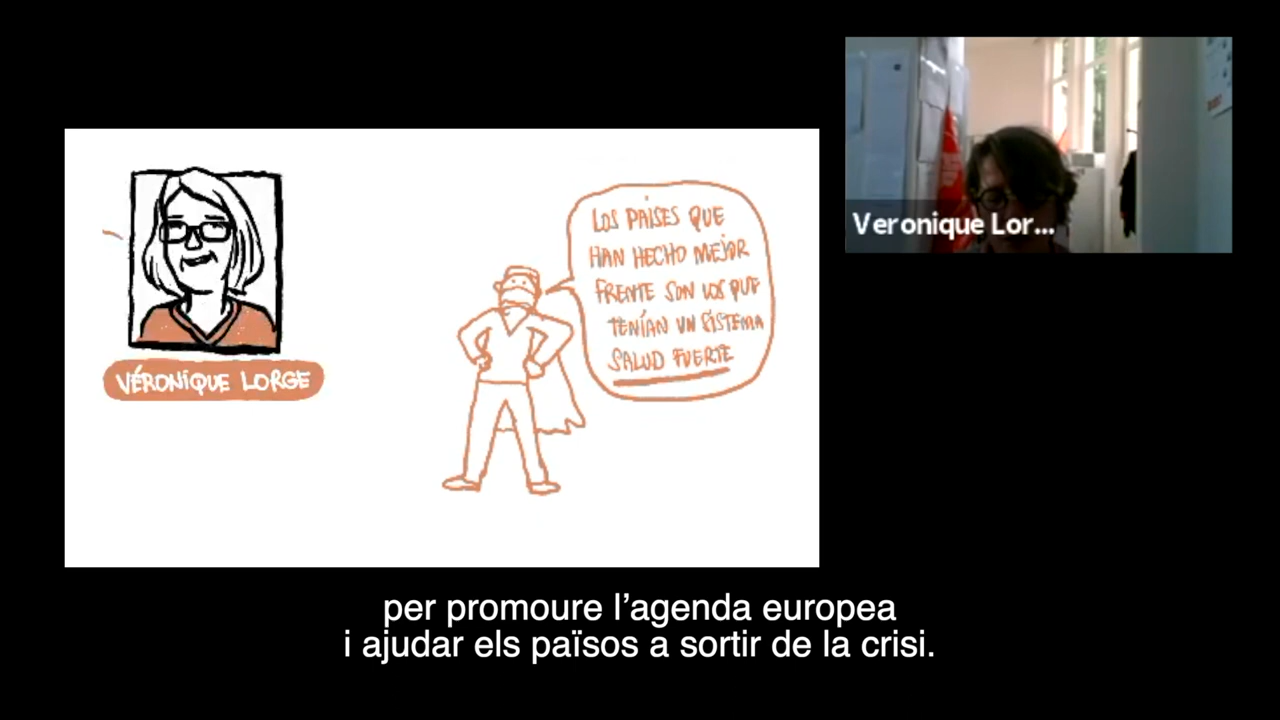 Veronique Lor...
LOS PAÍSES QUE
HAN HECHO MEJOR
FRENTE SON LOS QUE
TENÍAN UN SISTEMA
SALUD FUERTE
VÉRONIQUE LORGE
per promoure l’agenda europea
i ajudar els països a sortir de la crisi.